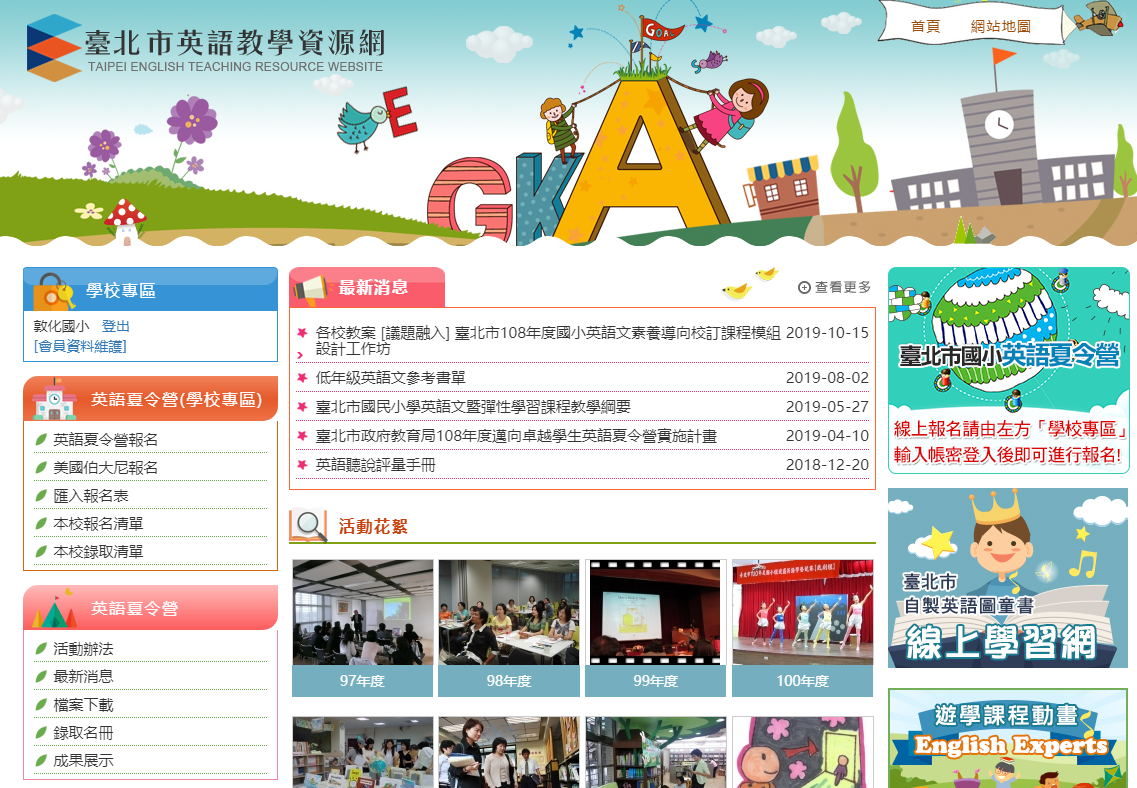 臺北市英語教學資源網
TAIPEI ENGLISH TEACHING RESOURCE WEBSITE
首頁 網站地圖
GOAL
E
G K A
學校專區
敦化國小 登出
[會員資料維護]
英語夏令營(學校專區)
英語夏令營報名
美國伯大尼報名
匯入報名表
本校報名清單
本校錄取清單
英語夏令營
活動辦法
最新消息
檔案下載
錄取名冊
成果展示
最新消息
查看更多
各校教案 [議題融入] 臺北市108年度國小英語文素養導向校訂課程模組 2019-10-15
設計工作坊
低年級英語文參考書單 2019-08-02
臺北市國民小學英語文暨彈性學習課程教學綱要 2019-05-27
臺北市政府教育局108年度邁向卓越學生英語夏令營實施計畫 2019-04-10
英語聽說評量手冊 2018-12-20
活動花絮
97年度
98年度
99年度
100年度
臺北市國小英語夏令營
線上報名請由左方「學校專區」
輸入帳密登入後即可進行報名!
臺北市
自製英語圖童書
線上學習網
遊學課程動畫
English Experts